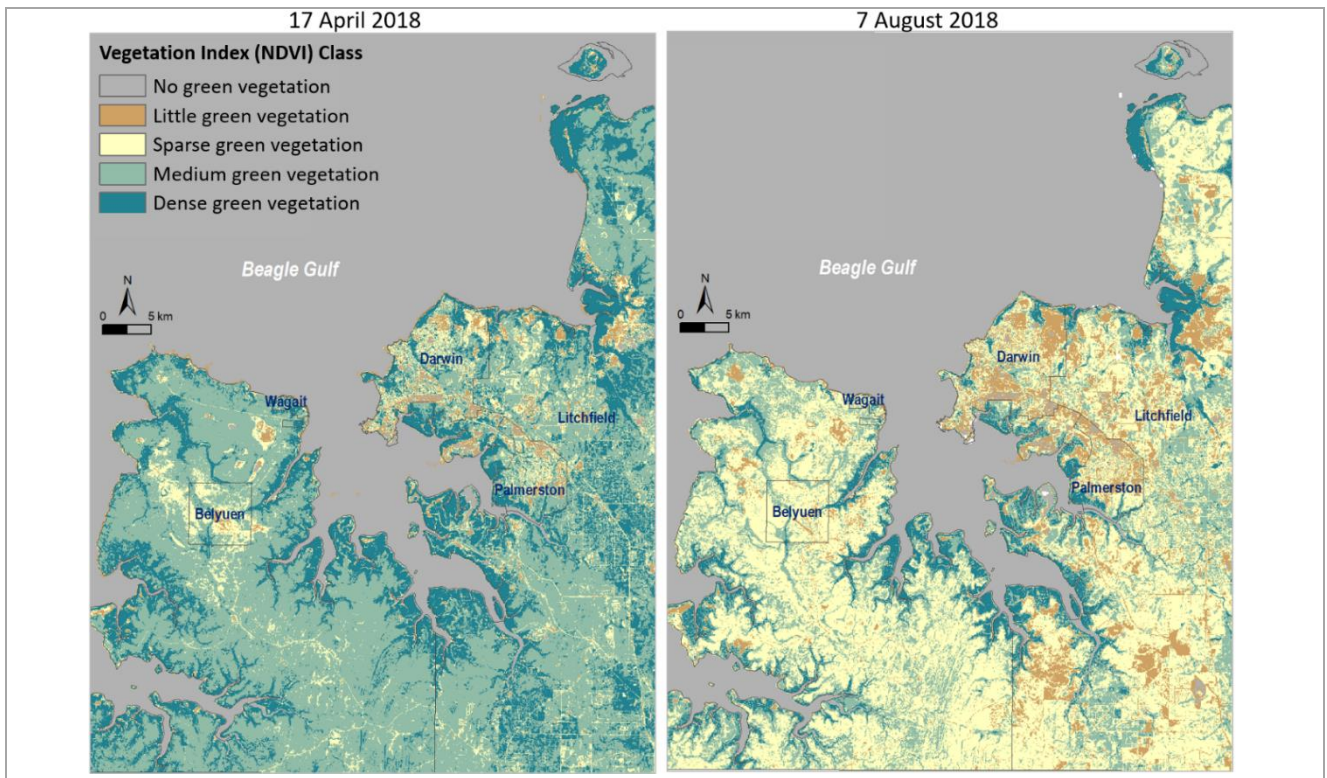 17 April 2018
7 August 2018
Vegetation Index (NDVI) Class
No green vegetation
Little green vegetation
Sparse green vegetation
Medium green vegetation
Dense green vegetation
Beagle Gulf
N
0 5 km
Darwin
Wagait
Litchfield
Palmerston
Belyuen
Beagle Gulf
N
0 5 km
Darwin
Wagait
Litchfield
Palmerston
Belyuen